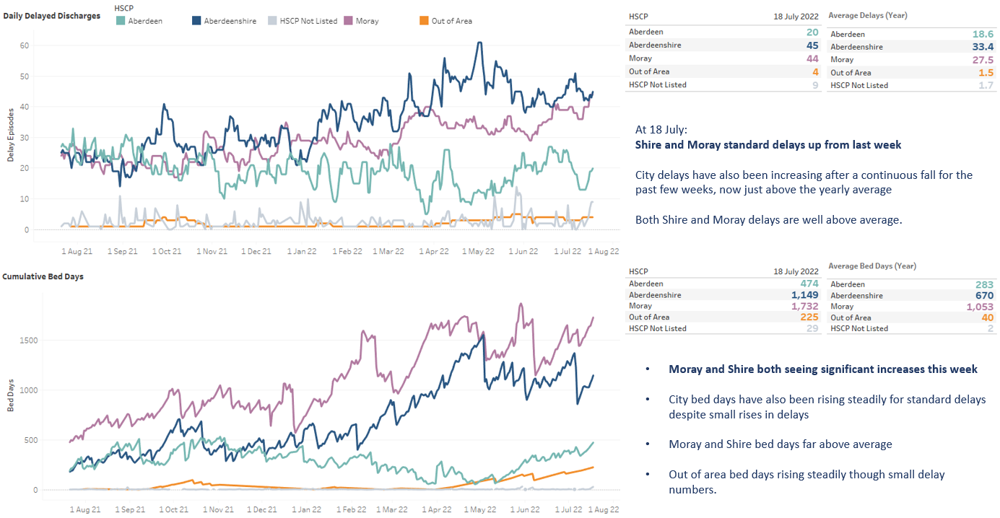 Daily Delayed Discharges
HSCP
Aberdeen Aberdeenshire HSCP Not Listed Moray Out of Area
Delay Episodes
60
50
40
30
20
10
0
1 Aug 21 1 Sep 21 1 Oct 21 1 Nov 21 1 Dec 21 1 Jan 22 1 Feb 22 1 Mar 22 1 Apr 22 1 May 22 1 Jun 22 1 Jul 22 1 Aug 22
HSCP 18 July 2022
Aberdeen 20
Aberdeenshire 45
Moray 44
Out of Area 4
HSCP Not Listed 9
Average Delays (Year)
Aberdeen 18.6
Aberdeenshire 33.4
Moray 27.5
Out of Area 1.5
HSCP Not Listed 1.7
At 18 July:
Shire and Moray standard delays up from last week
City delays have also been increasing after a continuous fall for the
past few weeks, now just above the yearly average
Both Shire and Moray delays are well above average.
Cumulative Bed Days
Bed Days
1500
1000
500
0
1 Aug 21 1 Sep 21 1 Oct 21 1 Nov 21 1 Dec 21 1 Jan 22 1 Feb 22 1 Mar 22 1 Apr 22 1 May 22 1 Jun 22 1 Jul 22 1 Aug 22
HSCP 18 July 2022
Aberdeen 474
Aberdeenshire 1,149
Moray 1,732
Out of Area 225
HSCP Not Listed 29
Average Bed Days (Year)
Aberdeen 283
Aberdeenshire 670
Moray 1,053
Out of Area 40
HSCP Not Listed 2
• Moray and Shire both seeing significant increases this week
• City bed days have also been rising steadily for standard delays
despite small rises in delays
• Moray and Shire bed days far above average
• Out of area bed days rising steadily though small delay
numbers.